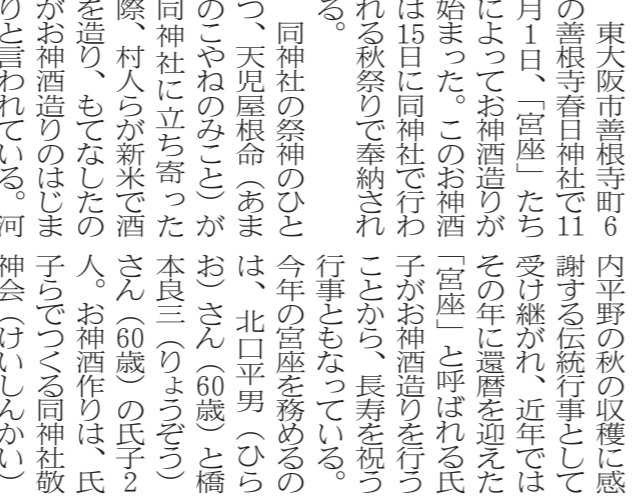 東大阪市善根寺町6
の善根寺春日神社で11
月1日、「宮座」たち
によってお神酒造りが
始まった。このお神酒
は15日に同神社で行わ
れる秋祭りで奉納され
る。
同神社の祭神のひと
つ、天児屋根命（あま
のこやねのみこと）が
同神社に立ち寄った
際、村人らが新米で酒
を造り、もてなしたの
がお神酒造りのはじま
りと言われている。河
内平野の秋の収穫に感
謝する伝統行事として
受け継がれ、近年では
その年に還暦を迎えた
「宮座」と呼ばれる氏
子がお神酒造りを行う
ことから、長寿を祝う
行事ともなっている。
今年の宮座を務めるの
は、北口平男（ひら
お）さん（60歳）と橋
本良三（りょうぞう）
さん（60歳）の氏子2
人。お神酒作りは、氏
子らでつくる同神社敬
神会（けいしんかい）